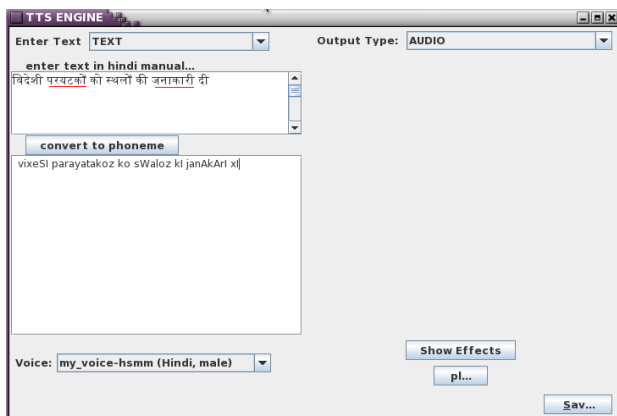 TTS ENGINE
Enter Text TEXT
Output Type: AUDIO
enter text in hindi manual...
विदेशी परयटकों को स्थलों की जनाकारी दी
convert to phoneme
vixeSI parayatakoz ko sWaloz kI janAkArI xI
Voice: my_voice-hsmm (Hindi, male)
Show Effects
pl...
Sav...